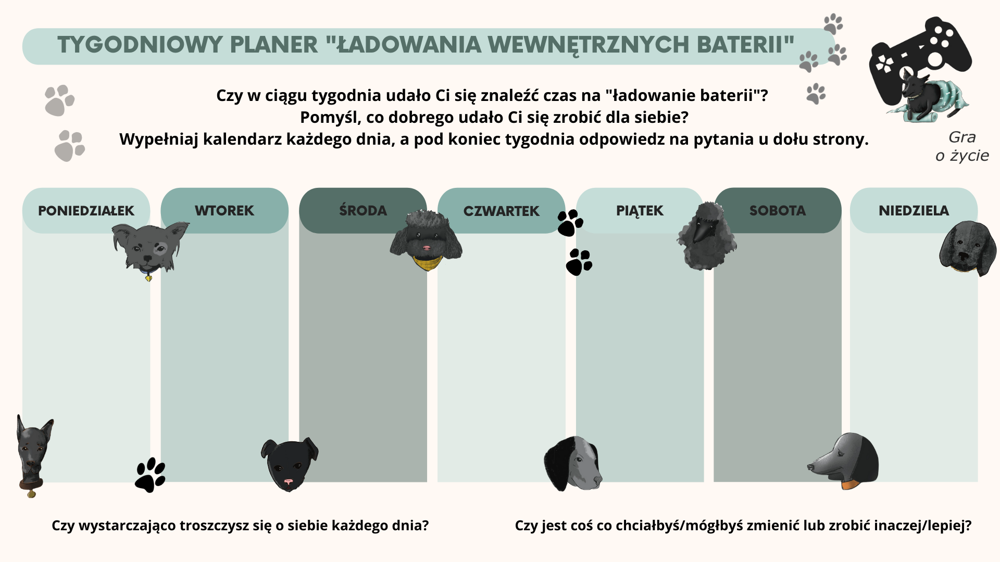 TYGODNIOWY PLANER "ŁADOWANIA WEWNĘTRZNYCH BATERII"
Czy w ciągu tygodnia udało Ci się znaleźć czas na "ładowanie baterii"?
Pomyśl, co dobrego udało Ci się zrobić dla siebie?
Wypełniaj kalendarz każdego dnia, a pod koniec tygodnia odpowiedz na pytania u dołu strony.
Gra
o życie
PONIEDZIAŁEK
WTOREK
ŚRODA
CZWARTEK
PIĄTEK
SOBOTA
NIEDZIELA
Czy wystarczająco troszczysz się o siebie każdego dnia?
Czy jest coś co chciałbyś/mógłbyś zmienić lub zrobić inaczej/lepiej?